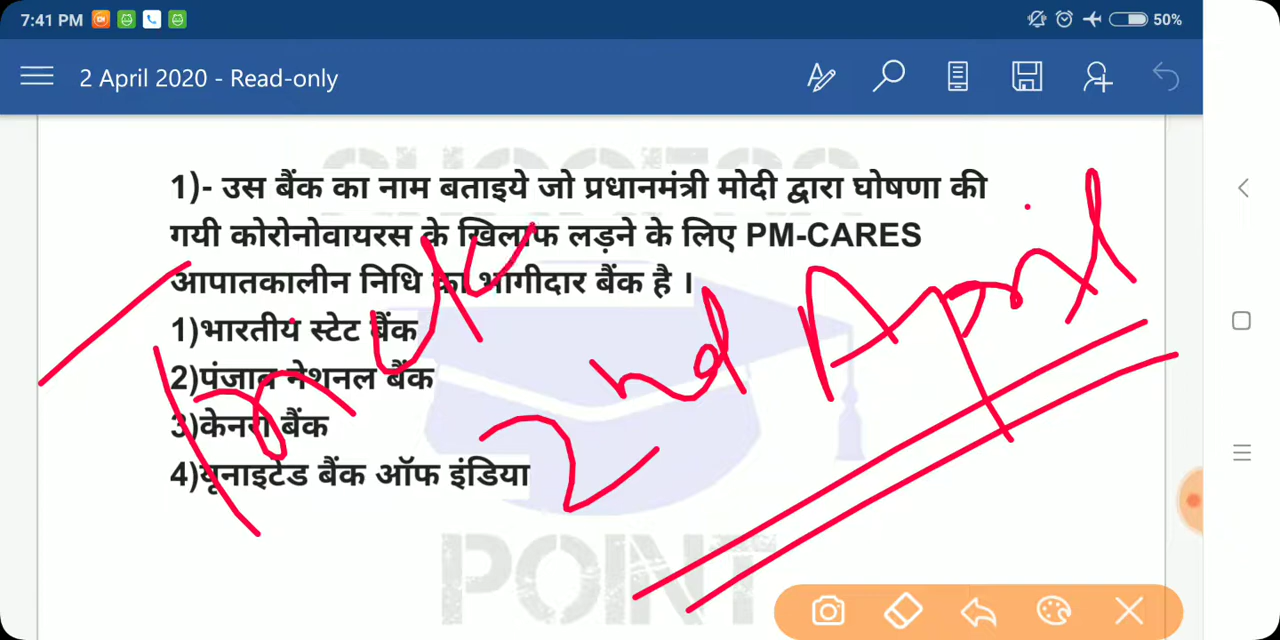 7:41 PM 50%
2 April 2020 - Read-only
SUCCESS
1)- उस बैंक का नाम बताइये जो प्रधानमंत्री मोदी द्वारा घोषणा की
गयी कोरोनोवायरस के खिलाफ लड़ने के लिए PM-CARES
आपातकालीन निधि का भागीदार बैंक है ।
1)भारतीय स्टेट बैंक
2)पंजाब नेशनल बैंक
3)केनरा बैंक
4)यूनाइटेड बैंक ऑफ इंडिया
2nd April
POINT